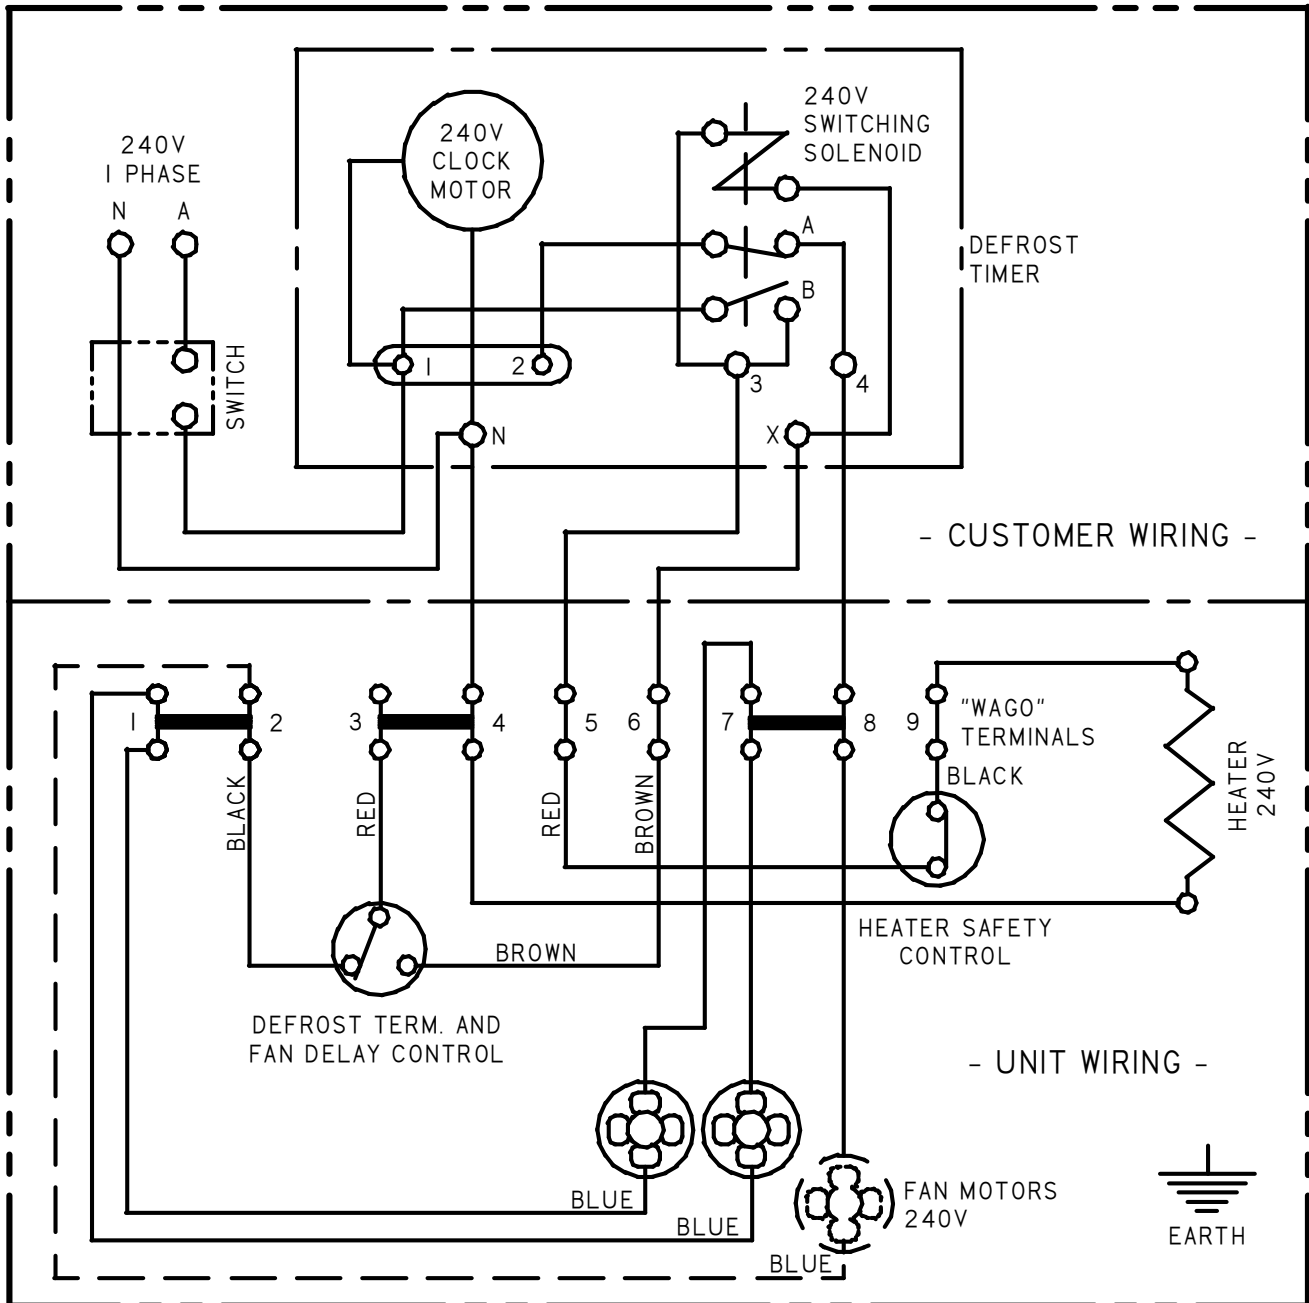 240V
SWITCHING
SOLENOID
240V
CLOCK
MOTOR
240V
I PHASE
N A
A
DEFROST
TIMER
B
SWITCH
1 2
3 4
N X
- CUSTOMER WIRING -
1 2 3 4 5 6 7 8 9
"WAGO"
TERMINALS
BLACK
HEATER
240V
BLACK
RED
RED
BROWN
HEATER SAFETY
CONTROL
BROWN
DEFROST TERM. AND
FAN DELAY CONTROL
- UNIT WIRING -
BLUE
BLUE
BLUE
FAN MOTORS
240V
EARTH